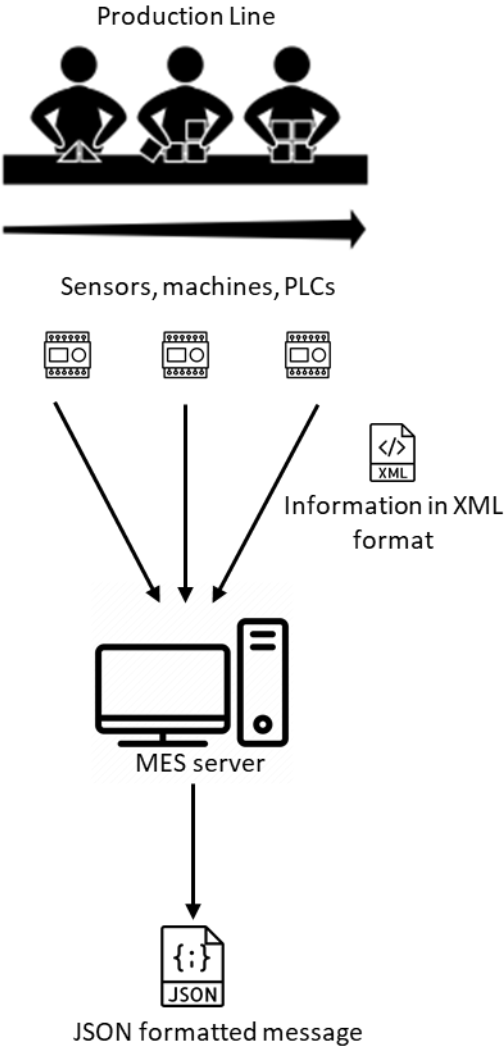 Production Line
Sensors, machines, PLCs
</>
XML
Information in XML
format
MES server
{;}
JSON
JSON formatted message